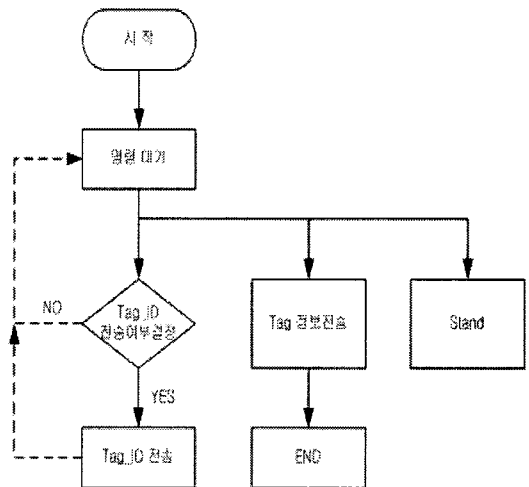 시 작
명령 대기
Tag_ID
전송여부결정
NO
YES
Tag_ID 전송
Tag 정보전송
END
Stand